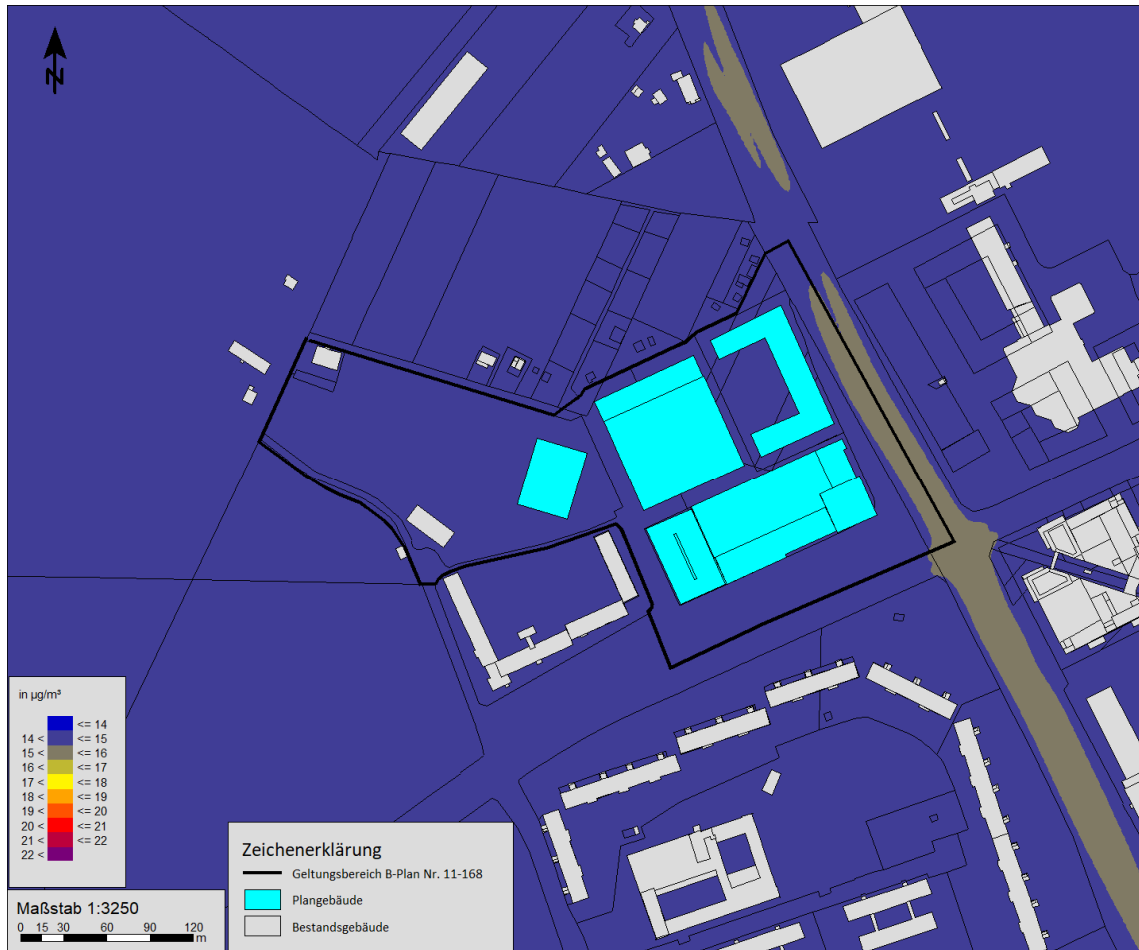 N
in µg/m³
<= 14
14 < <= 15
15 < <= 16
16 < <= 17
17 < <= 18
18 < <= 19
19 < <= 20
20 < <= 21
21 < <= 22
22 <
Maßstab 1:3250
0 15 30 60 90 120
m
Zeichenerklärung
Geltungsbereich B-Plan Nr. 11-168
Plangebäude
Bestandsgebäude